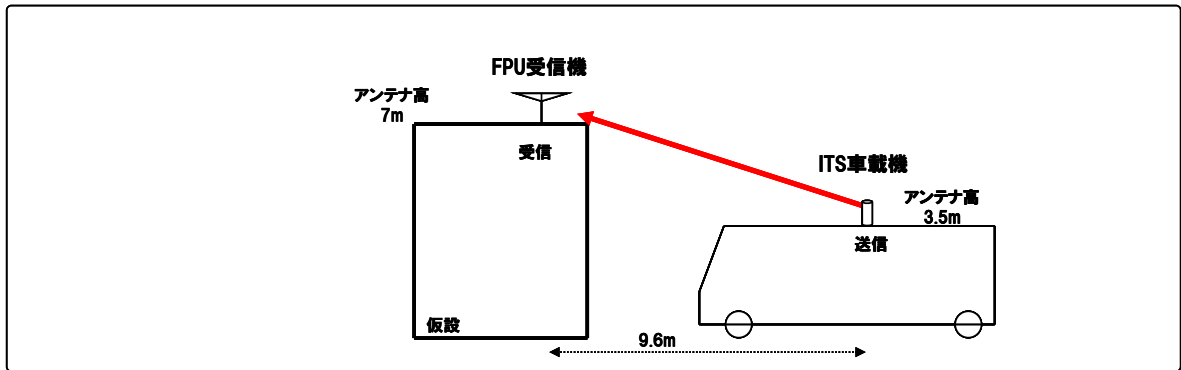 FPU受信機
アンテナ高
7m
受信
ITS車載機
アンテナ高
3.5m
送信
仮設
9.6m